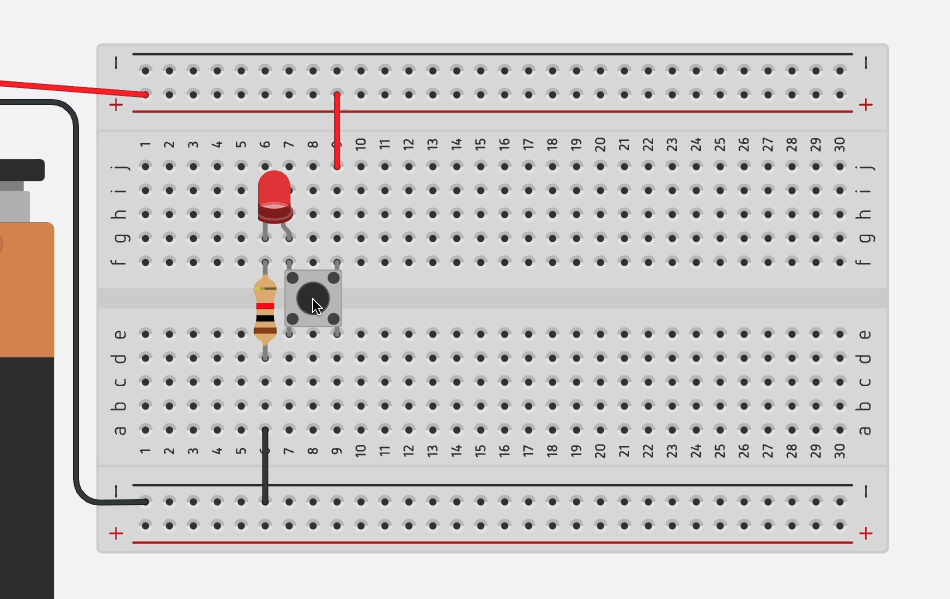 − −
+ +
1 2 3 4 5 6 7 8 9 10 11 12 13 14 15 16 17 18 19 20 21 22 23 24 25 26 27 28 29 30
j j
i i
h h
g g
f f
e e
d d
c c
b b
a a
1 2 3 4 5 6 7 8 9 10 11 12 13 14 15 16 17 18 19 20 21 22 23 24 25 26 27 28 29 30
− −
+ +